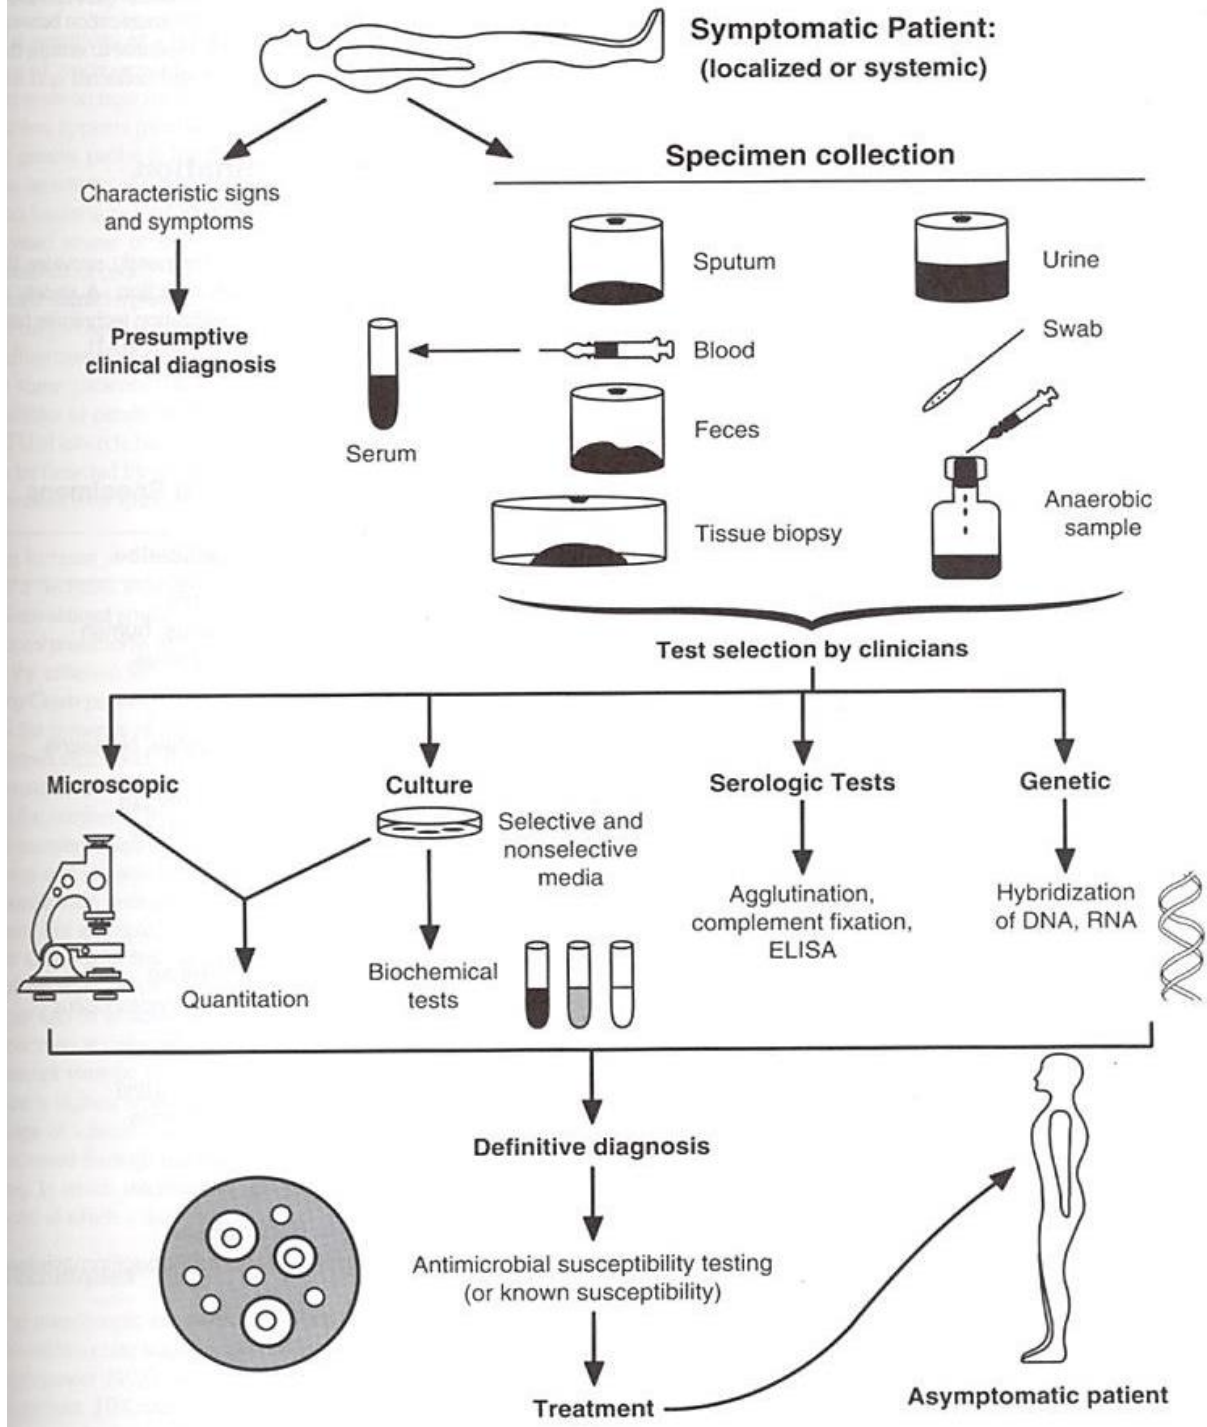 Symptomatic Patient:
(localized or systemic)
Specimen collection
Characteristic signs
and symptoms
Presumptive
clinical diagnosis
Sputum
Urine
Swab
Blood
Serum
Feces
Anaerobic
sample
Tissue biopsy
Test selection by clinicians
Microscopic
Culture
Serologic Tests
Genetic
Selective and
nonselective
media
Agglutination,
complement fixation,
ELISA
Hybridization
of DNA, RNA
Quantitation
Biochemical
tests
Definitive diagnosis
Antimicrobial susceptibility testing
(or known susceptibility)
Treatment
Asymptomatic patient